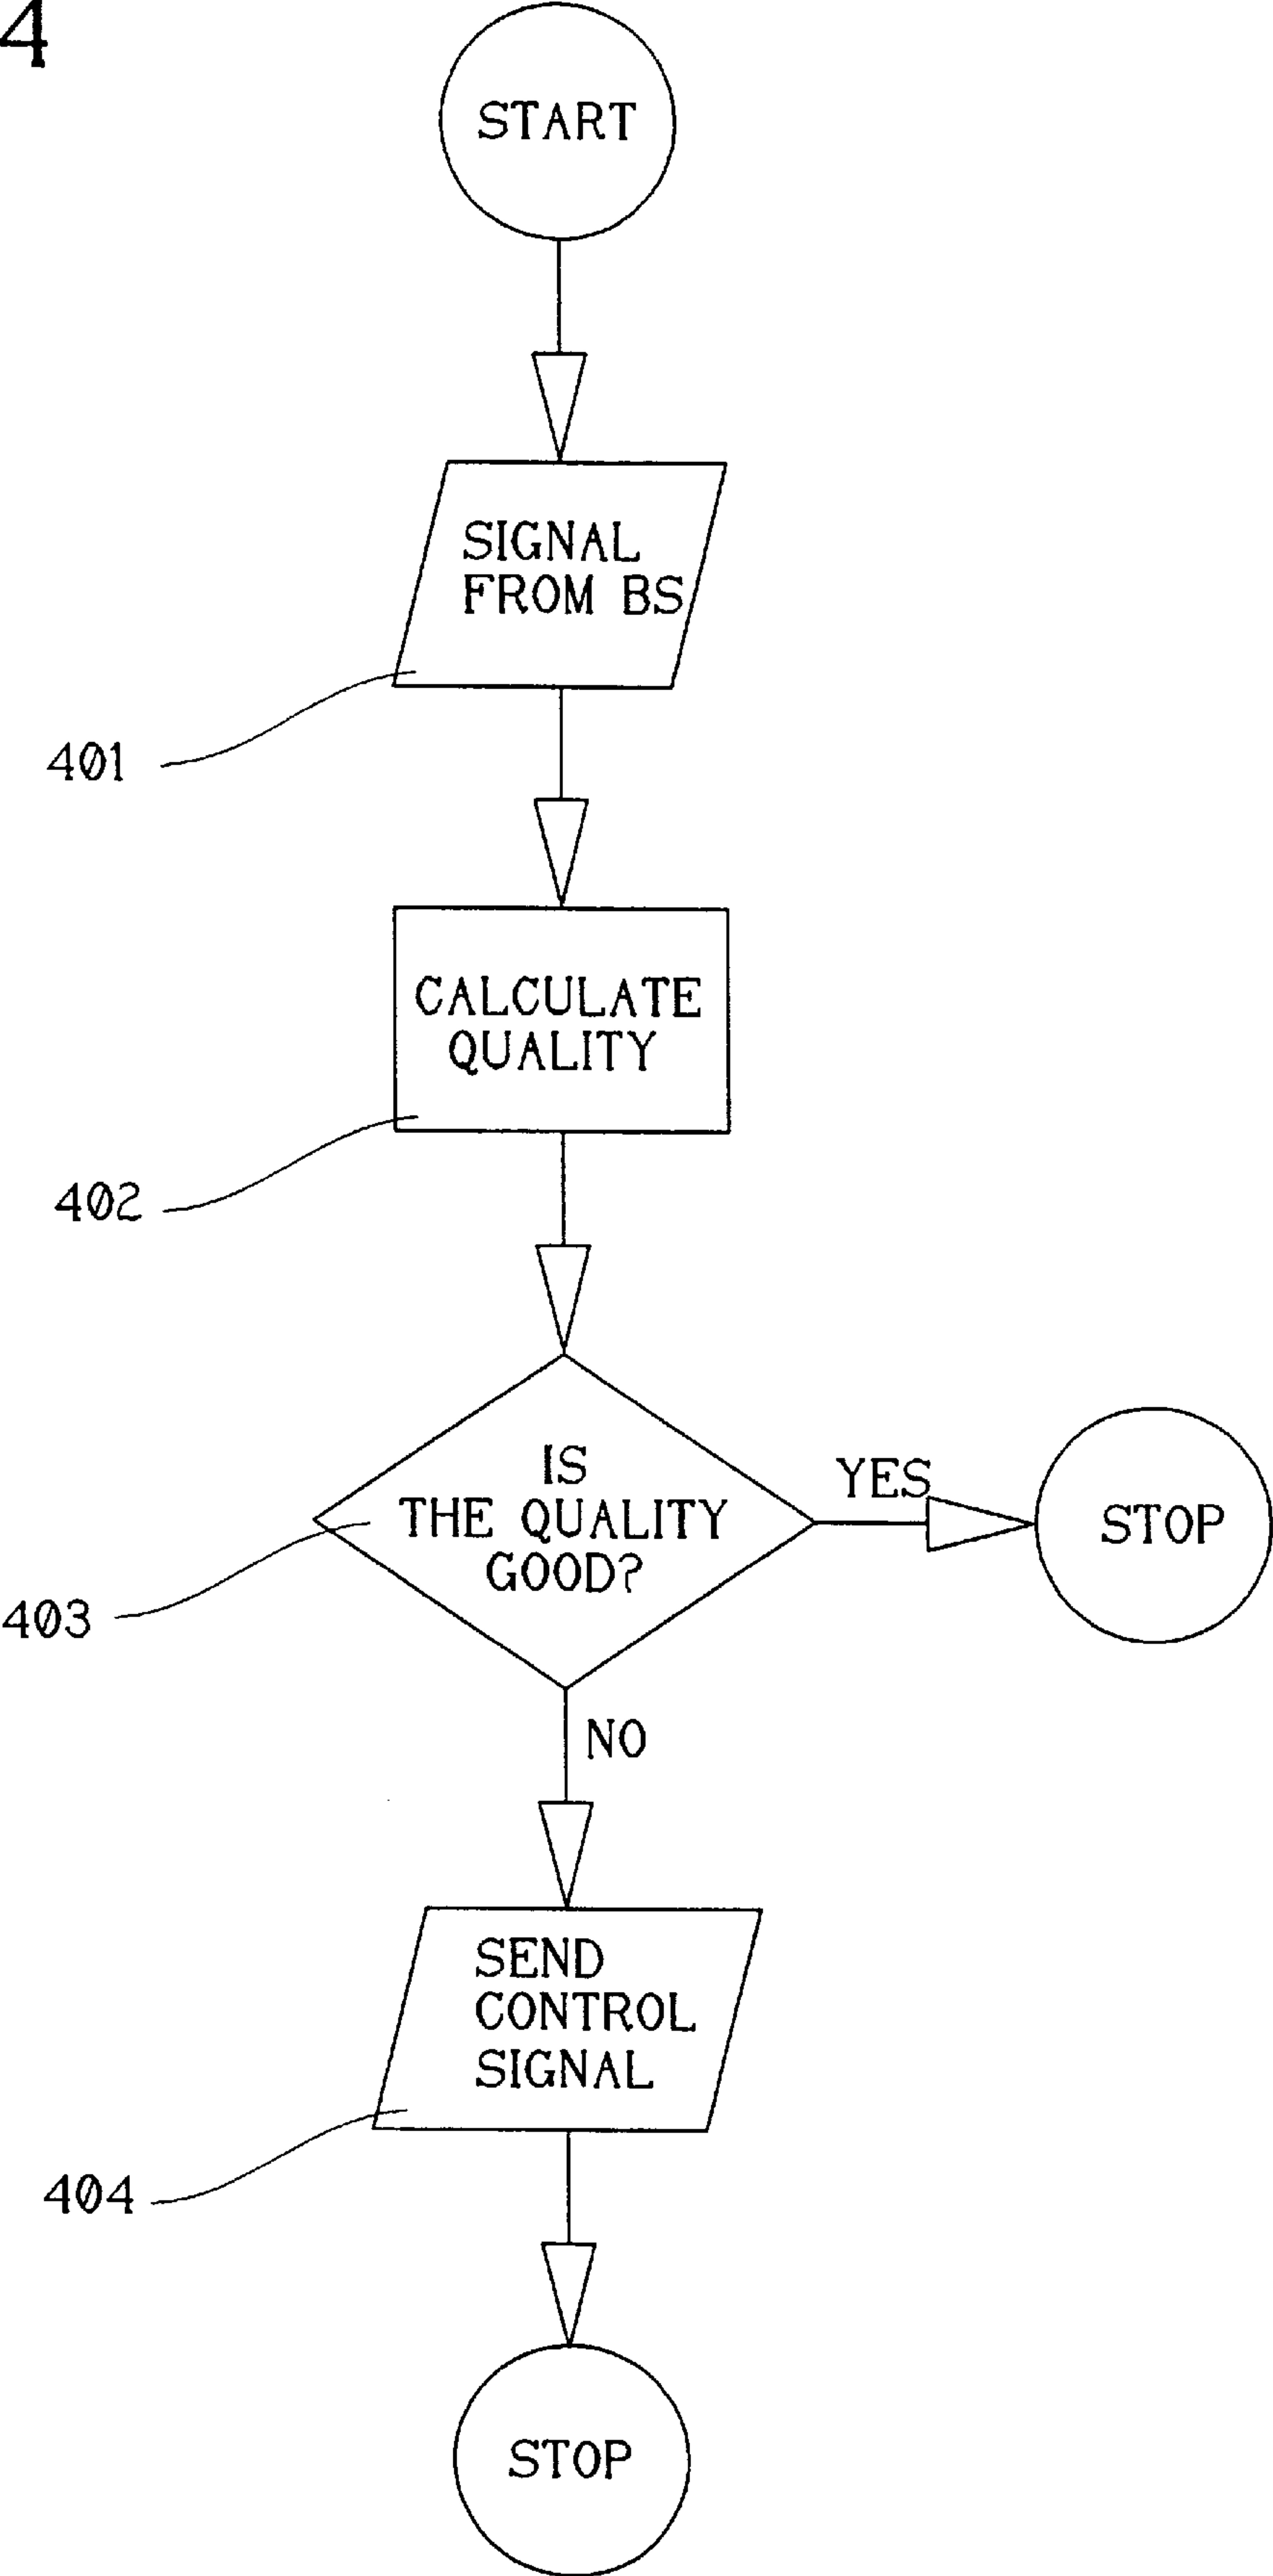 4
START
SIGNAL
FROM BS
401
CALCULATE
QUALITY
402
IS
THE QUALITY
GOOD?
YES
STOP
403
NO
SEND
CONTROL
SIGNAL
404
STOP